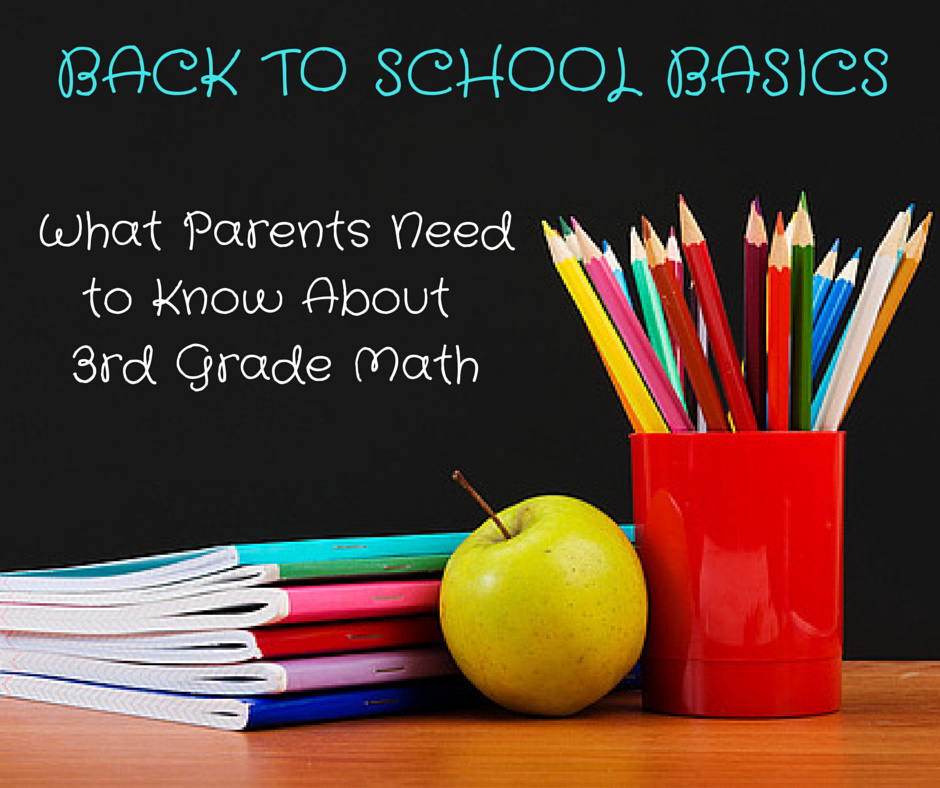 BACK TO SCHOOL BASICS
What Parents Need
to Know About
3rd Grade Math